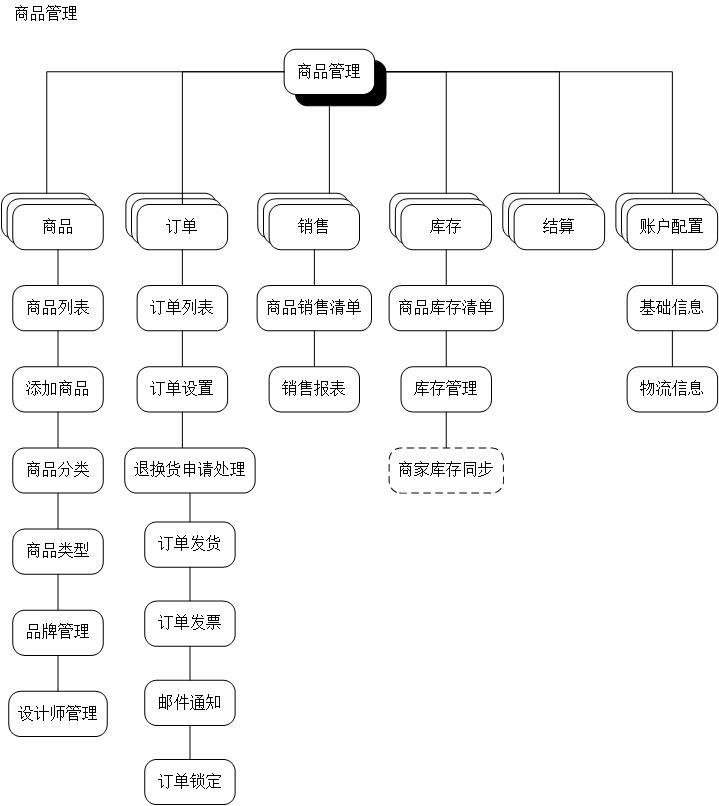 商品管理
商品管理
商品
订单
销售
库存
结算
账户配置
商品列表
订单列表
商品销售清单
商品库存清单
基础信息
添加商品
订单设置
销售报表
库存管理
物流信息
商品分类
退换货申请处理
商家库存同步
商品类型
订单发货
品牌管理
订单发票
设计师管理
邮件通知
订单锁定